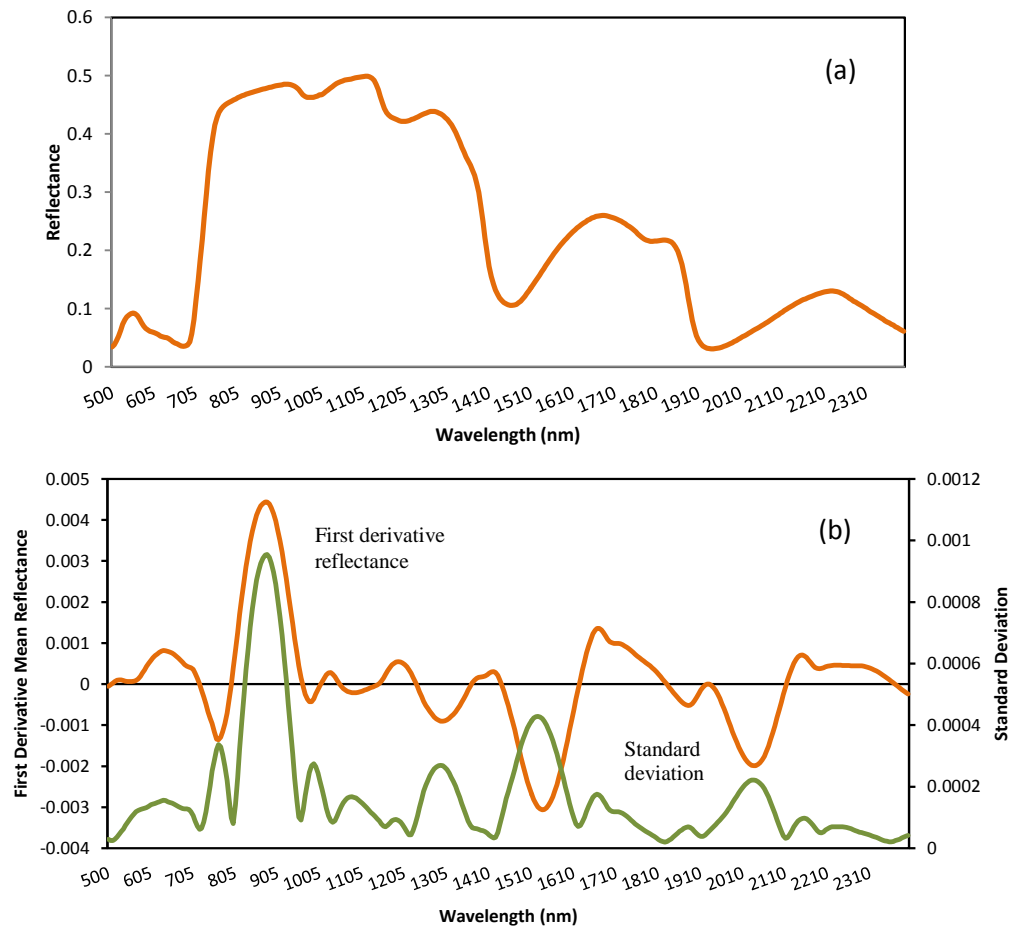 0.6
0.5
0.4
0.3
0.2
0.1
0
Reflectance
(a)
500 605 705 805 905 1005 1105 1205 1305 1410 1510 1610 1710 1810 1910 2010 2110 2210 2310
Wavelength (nm)
0.005
0.004
0.003
0.002
0.001
0
-0.001
-0.002
-0.003
-0.004
First Derivative Mean Reflectance
First derivative
reflectance
(b)
Standard
deviation
0.0012
0.001
0.0008
0.0006
0.0004
0.0002
0
Standard Deviation
500 605 705 805 905 1005 1105 1205 1305 1410 1510 1610 1710 1810 1910 2010 2110 2210 2310
Wavelength (nm)